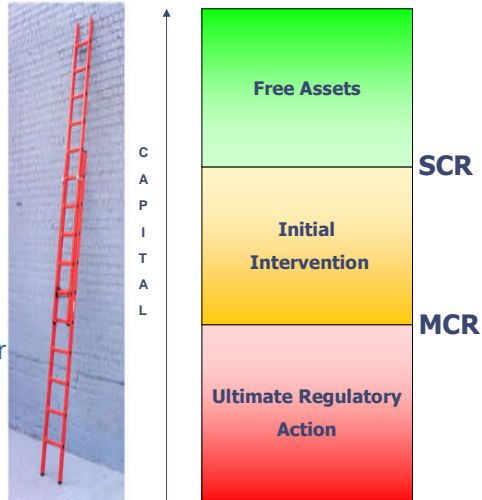 C
A
P
I
T
A
L
Free Assets
SCR
Initial
Intervention
MCR
r
Ultimate Regulatory
Action